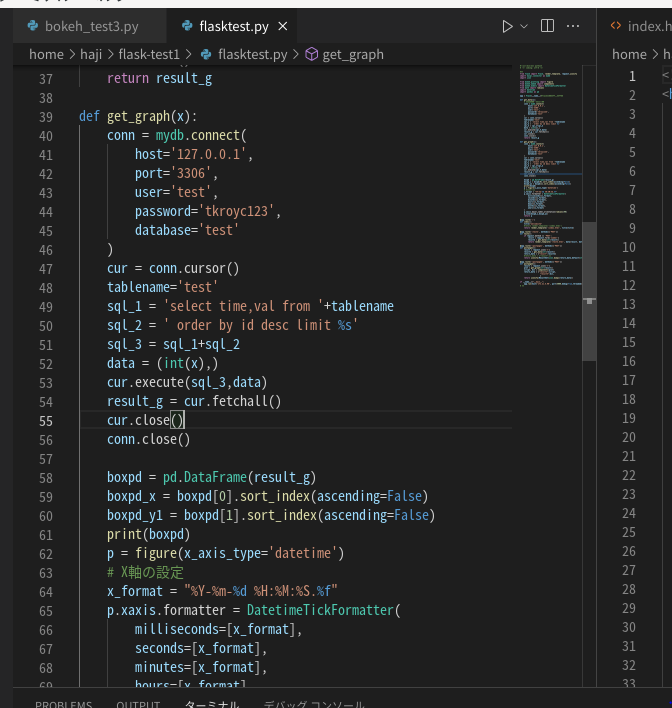 bokeh_test3.py flasktest.py
index.h
home > haji > flask-test1 > flasktest.py > get_graph
home > ha
37 return result_g
38
39 def get_graph(x):
40 conn = mydb.connect(
41 host='127.0.0.1',
42 port='3306',
43 user='test',
44 password='tkroyc123',
45 database='test'
46 )
47 cur = conn.cursor()
48 tablename='test'
49 sql_1 = 'select time,val from '+tablename
50 sql_2 = ' order by id desc limit %s'
51 sql_3 = sql_1+sql_2
52 data = (int(x),)
53 cur.execute(sql_3,data)
54 result_g = cur.fetchall()
55 cur.close()
56 conn.close()
57
58 boxpd = pd.DataFrame(result_g)
59 boxpd_x = boxpd[0].sort_index(ascending=False)
60 boxpd_y1 = boxpd[1].sort_index(ascending=False)
61 print(boxpd)
62 p = figure(x_axis_type='datetime')
63 # X軸の設定
64 x_format = "%Y-%m-%d %H:%M:%S.%f"
65 p.xaxis.formatter = DatetimeTickFormatter(
66 milliseconds=[x_format],
67 seconds=[x_format],
68 minutes=[x_format],
69 hours=[x_format]
1 <
2 <
3
4
5
6
7
8
9
10
11
12
13
14
15
16
17
18
19
20
21
22
23
24
25
26
27
28
29
30
31
32
33
PROBLEMS OUTPUT ターミナル デバッグ コンソール